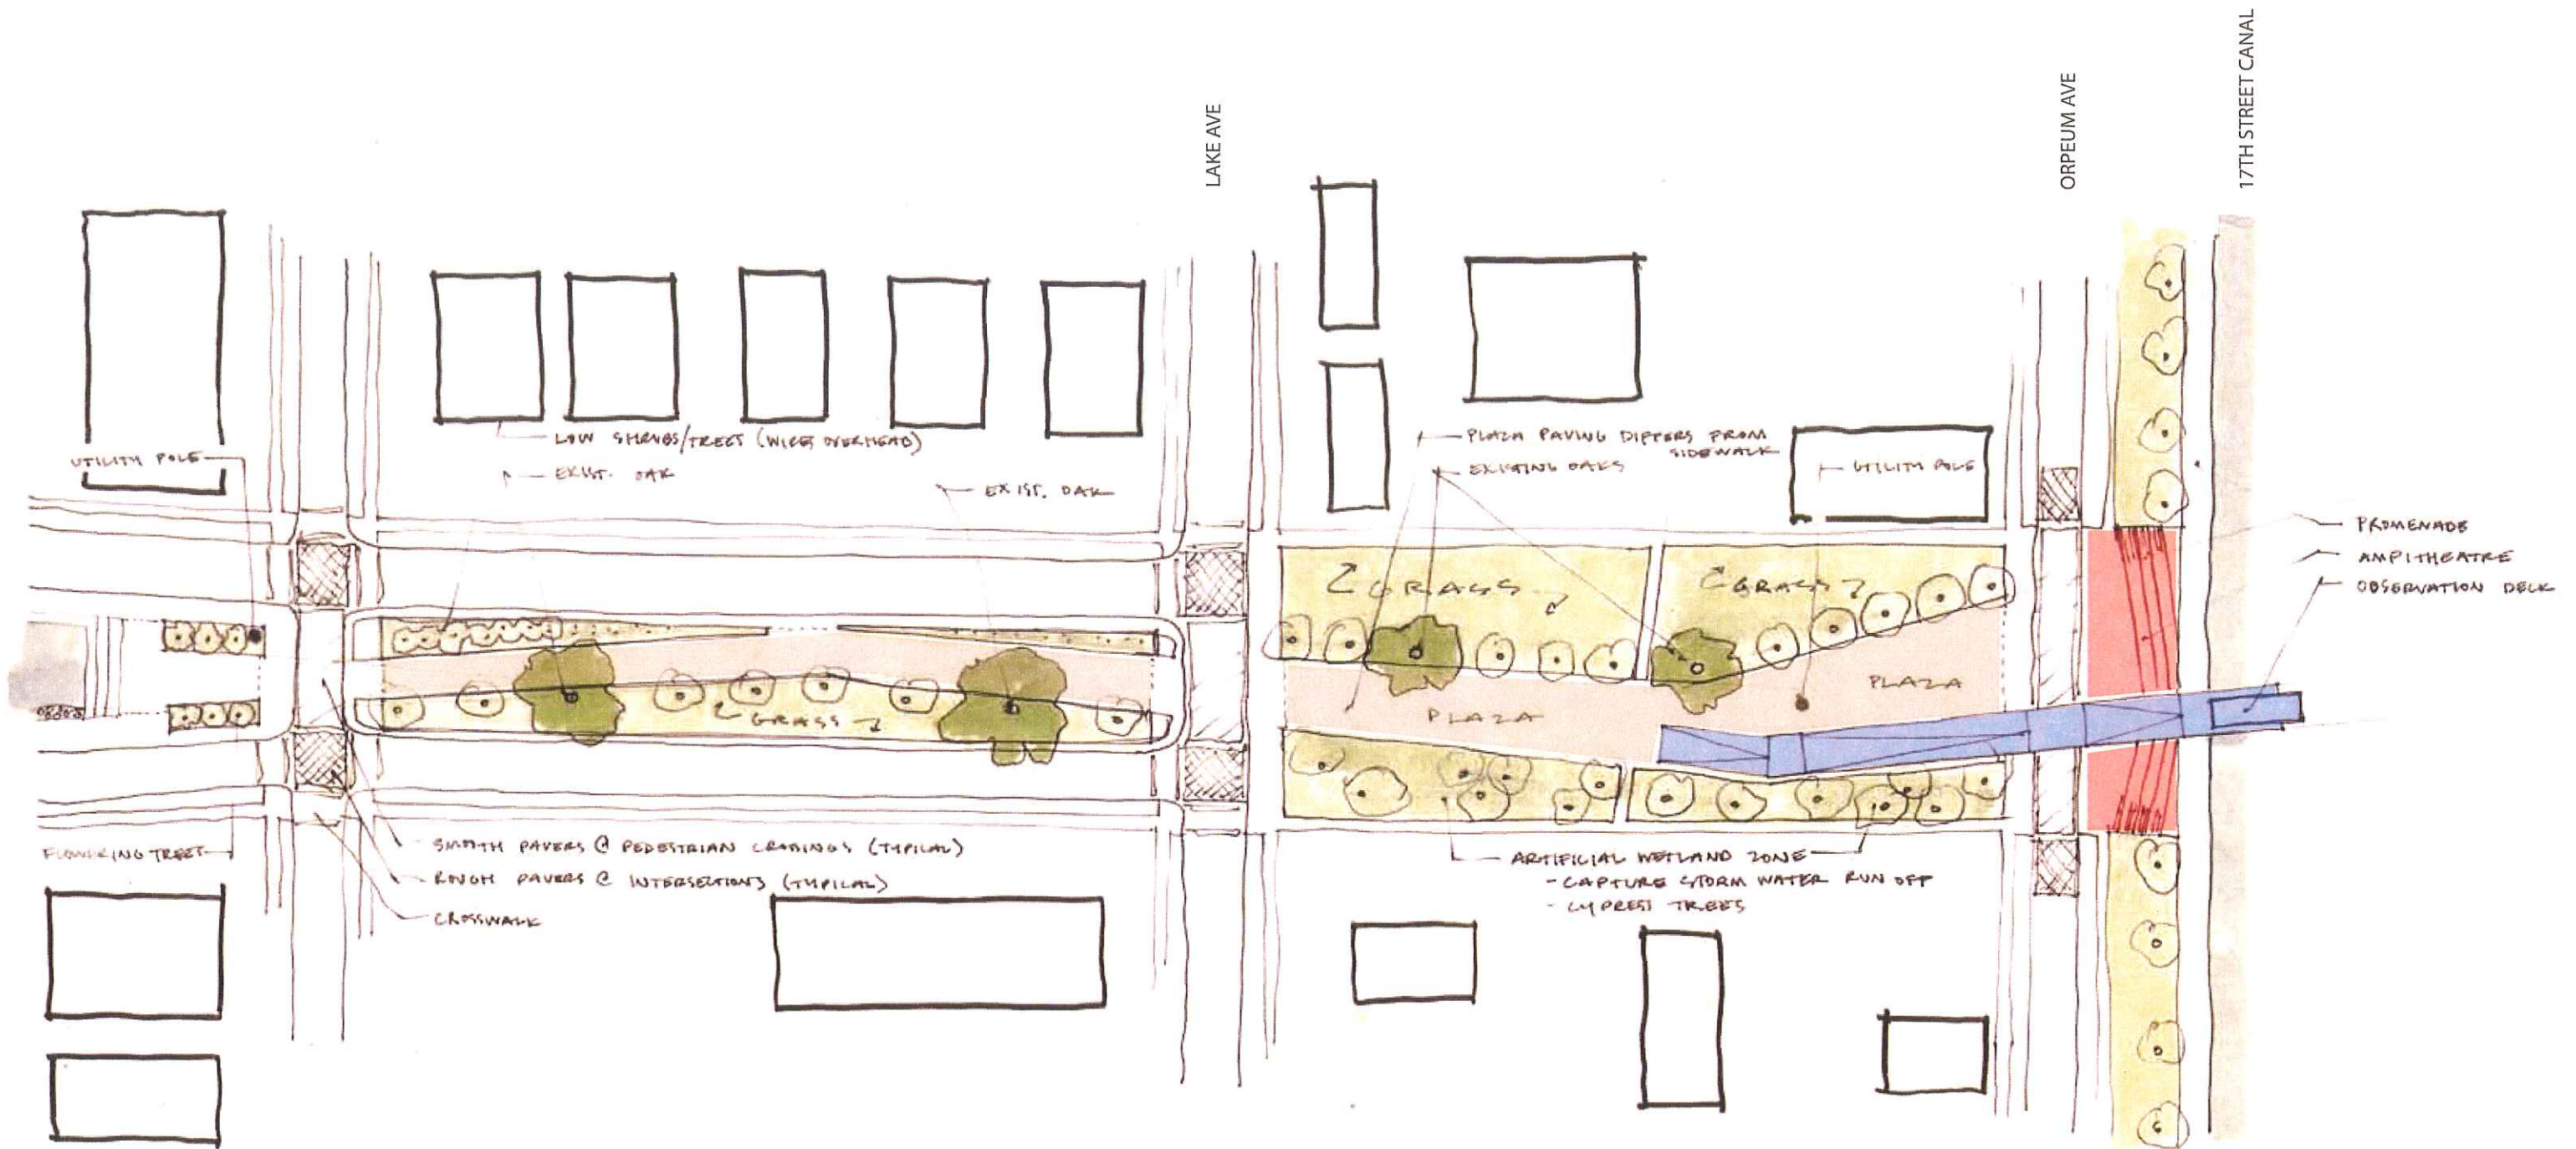 LAKE AVE
ORPEUM AVE
17TH STREET CANAL
UTILITY POLE
LOW SHRUBS/TREES (WIRES OVERHEAD)
EXIST. OAK
EXIST. OAK
PLAZA PAVING DIFFERS FROM
SIDEWALK
EXISTING OAKS
UTILITY POLE
PROMENADE
AMPITHEATRE
OBSERVATION DECK
GRASS
GRASS
PLAZA
PLAZA
GRASS
FLOWERING TREES
SMOOTH PAVERS @ PEDESTRIAN CROSSINGS (TYPICAL)
ROUGH PAVERS @ INTERSECTIONS (TYPICAL)
CROSSWALK
ARTIFICIAL WETLAND ZONE
- CAPTURE STORM WATER RUN OFF
- CYPRESS TREES